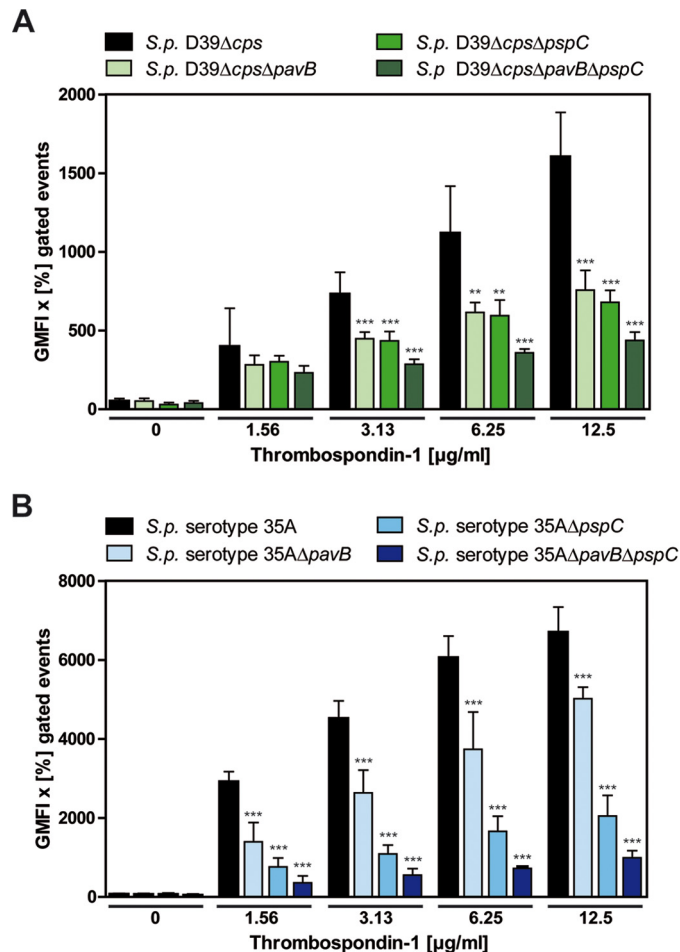 A
S.p. D39Δcps
S.p. D39ΔcpsΔpspC
S.p. D39ΔcpsΔpavB
S.p D39ΔcpsΔpavBΔpspC
GMFI x [%] gated events
2000
1500
1000
500
0
*** *** ***
** ** ***
*** *** ***
0 1.56 3.13 6.25 12.5
Thrombospondin-1 [µg/ml]
B
S.p. serotype 35A
S.p. serotype 35AΔpspC
S.p. serotype 35AΔpavB
S.p. serotype 35AΔpavBΔpspC
GMFI x [%] gated events
8000
6000
4000
2000
0
*** *** ***
*** *** ***
*** *** ***
*** *** ***
0 1.56 3.13 6.25 12.5
Thrombospondin-1 [µg/ml]